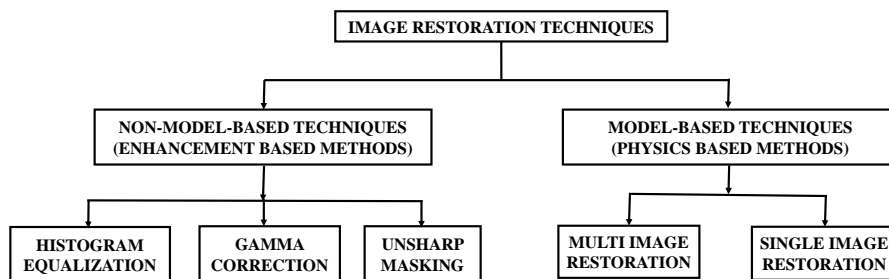 IMAGE RESTORATION TECHNIQUES
NON-MODEL-BASED TECHNIQUES
(ENHANCEMENT BASED METHODS)
MODEL-BASED TECHNIQUES
(PHYSICS BASED METHODS)
HISTOGRAM
EQUALIZATION
GAMMA
CORRECTION
UNSHARP
MASKING
MULTI IMAGE
RESTORATION
SINGLE IMAGE
RESTORATION